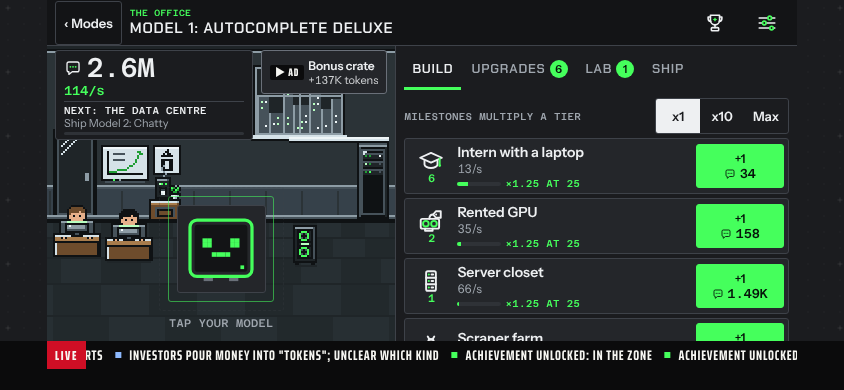 ‹ Modes
THE OFFICE
MODEL 1: AUTOCOMPLETE DELUXE
2.6M
114/s
NEXT: THE DATA CENTRE
Ship Model 2: Chatty
AD
Bonus crate
+137K tokens
TAP YOUR MODEL
BUILD
UPGRADES 6
LAB 1
SHIP
MILESTONES MULTIPLY A TIER
x1
x10
Max
Intern with a laptop
13/s
6
×1.25 AT 25
+1
34
Rented GPU
35/s
2
×1.25 AT 25
+1
158
Server closet
66/s
1
×1.25 AT 25
+1
1.49K
Scraper farm
+1
LIVE
RTS ■ INVESTORS POUR MONEY INTO "TOKENS"; UNCLEAR WHICH KIND ■ ACHIEVEMENT UNLOCKED: IN THE ZONE ■ ACHIEVEMENT UNLOCKED